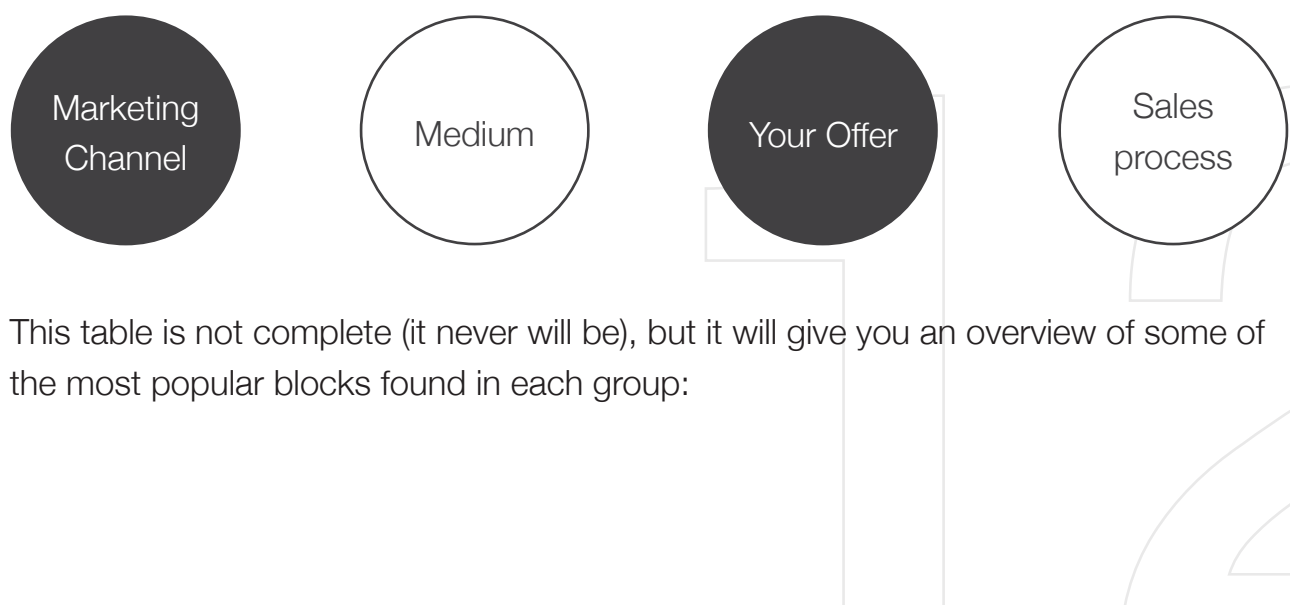 Marketing
Channel
Medium
Your Offer
Sales
process
This table is not complete (it never will be), but it will give you an overview of some of
the most popular blocks found in each group: